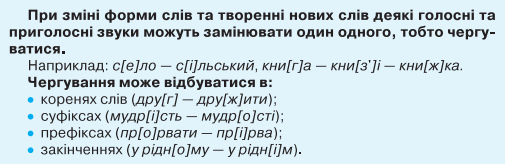 При зміні форми слів та творенні нових слів деякі голосні та
приголосні звуки можуть замінювати один одного, тобто чергу-
ватися.
Наприклад: с[е]ло — с[і]льський, кни[г]а — кни[з']і — кни[ж]ка.
Чергування може відбуватися в:
• коренях слів (дру[г] — дру[ж]ити);
• суфіксах (мудр[і]сть — мудр[о]сті);
• префіксах (пр[о]рвати — пр[і]рва);
• закінченнях (у рідн[о]му — у рідн[і]м).